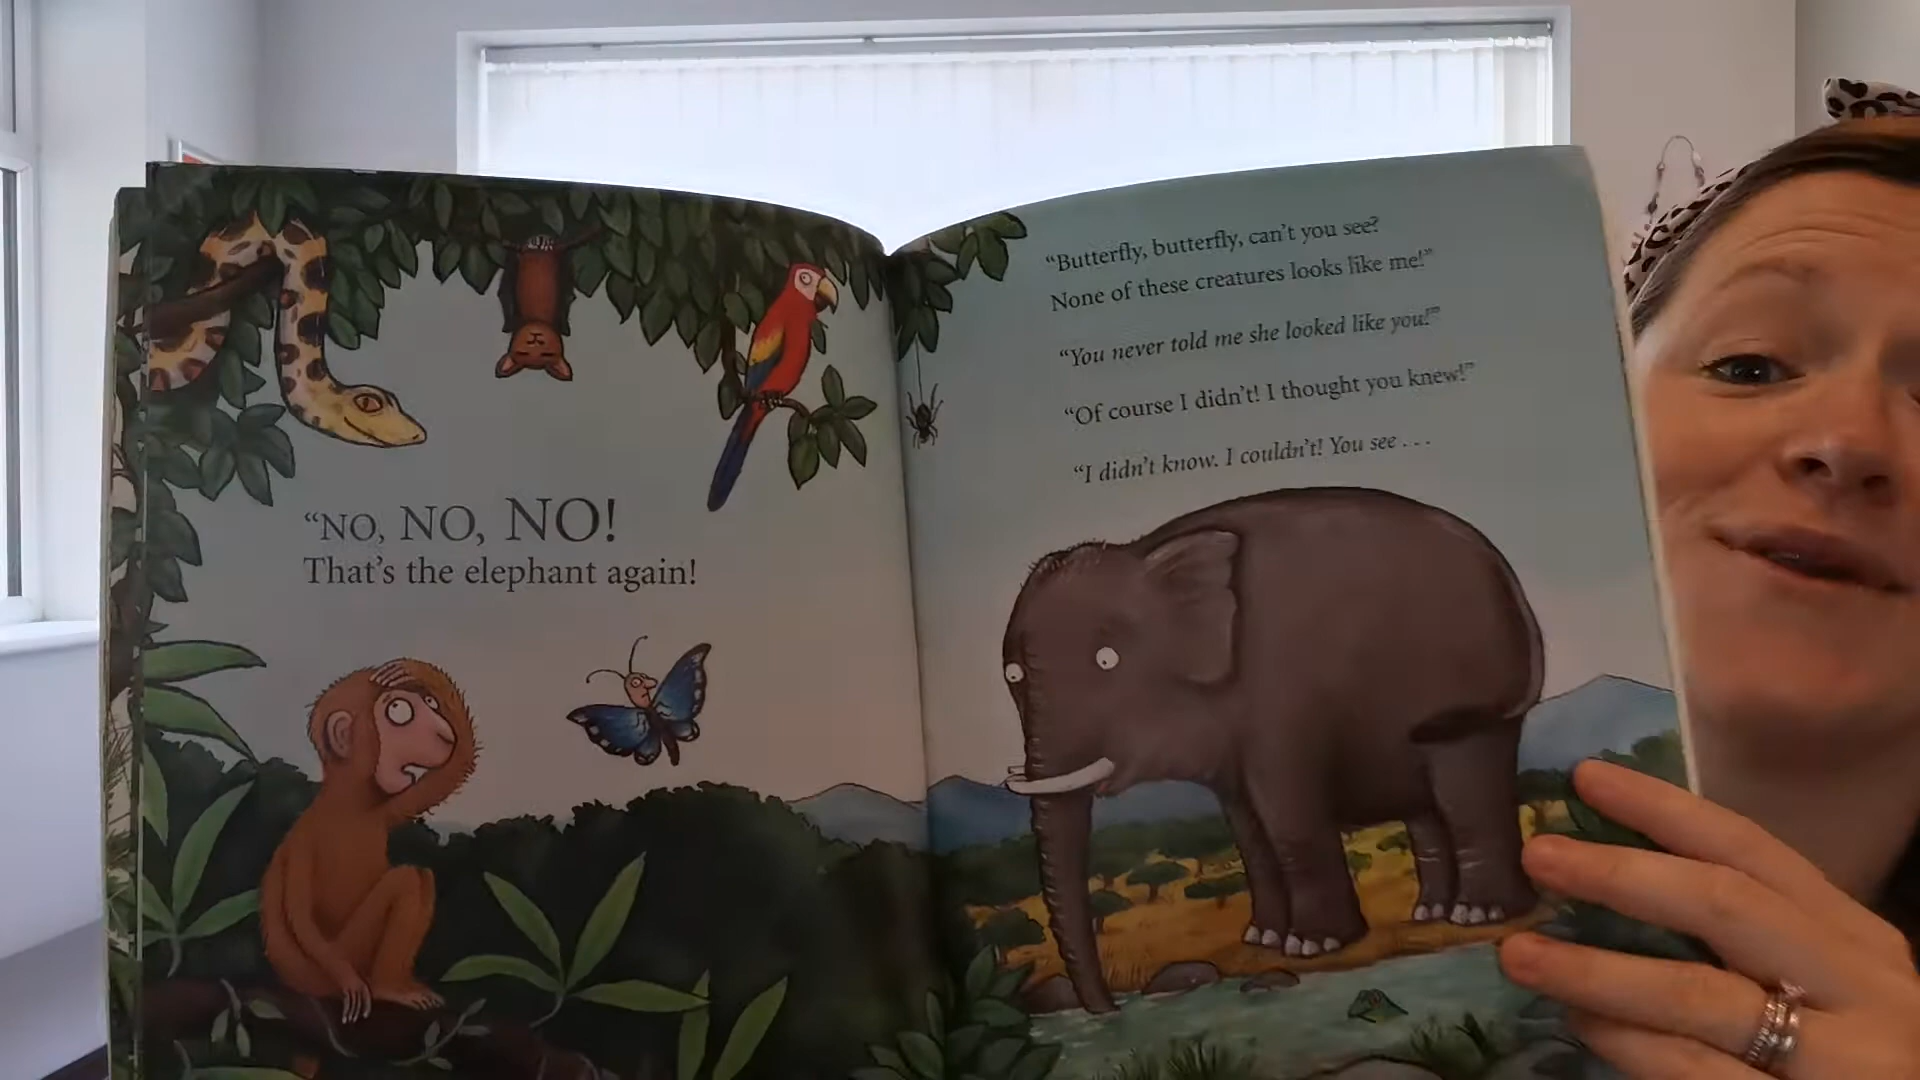 “NO, NO, NO!
That’s the elephant again!
“Butterfly, butterfly, can’t you see?
None of these creatures looks like me!”
“You never told me she looked like you!”
“Of course I didn’t! I thought you knew!”
“I didn’t know. I couldn’t! You see . . .